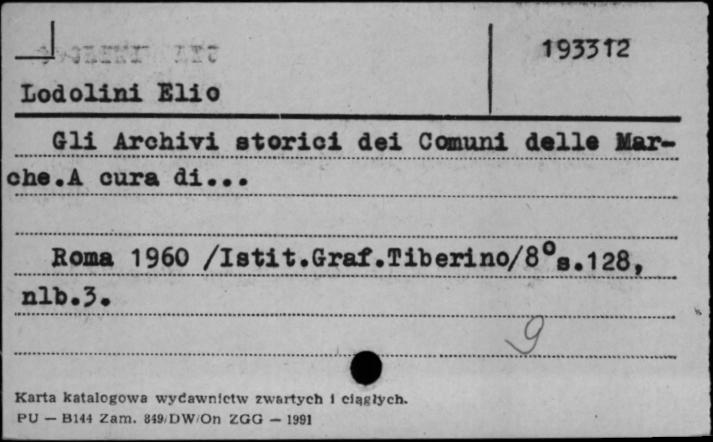 193312
Lodolini Elio
Gli Archivi storici dei Comuni delle Mar-
che.A cura di...
Roma 1960 /Istit.Graf.Tiberino/8°s.128,
nlb.3.
9
Karta katalogowa wydawnictw zwartych i ciągłych.
PU — B144 Zam. 849/DW/On ZGG — 1991